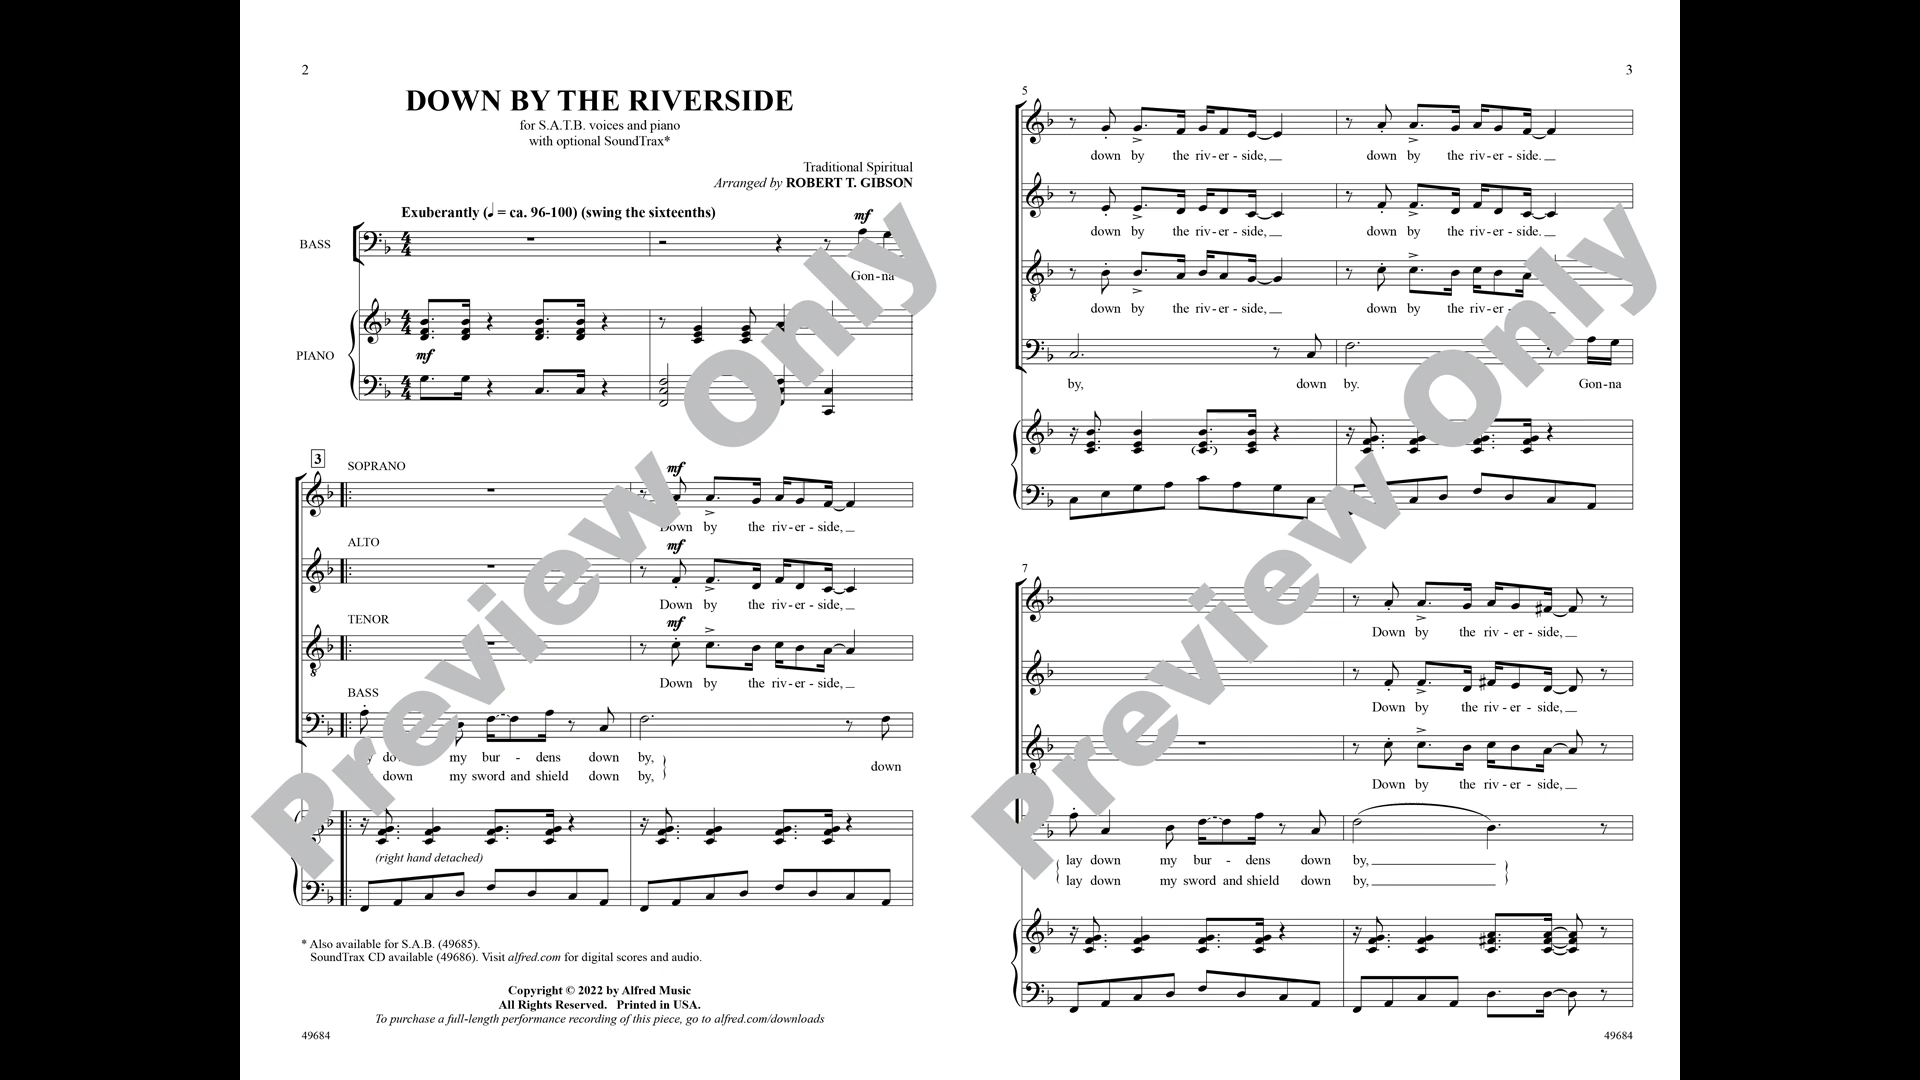 2
DOWN BY THE RIVERSIDE
for S.A.T.B. voices and piano
with optional SoundTrax*
Traditional Spiritual
Arranged by ROBERT T. GIBSON
Exuberantly (♩ = ca. 96-100) (swing the sixteenths)
mf
BASS
Gon-na
PIANO
mf
3
SOPRANO
mf
Down by the riv-er - side,
ALTO
mf
Down by the riv-er - side,
TENOR
mf
Down by the riv-er - side,
BASS
my bur - dens down by,
down
down my sword and shield down by,
(right hand detached)
* Also available for S.A.B. (49685).
SoundTrax CD available (49686). Visit alfred.com for digital scores and audio.
Copyright © 2022 by Alfred Music
All Rights Reserved. Printed in USA.
To purchase a full-length performance recording of this piece, go to alfred.com/downloads
49684
Preview Only
3
5
down by the riv-er - side, down by the riv-er - side.
down by the riv-er - side, down by the riv-er - side.
down by the riv-er - side, down by the riv-er -
by, down by. Gon-na
7
Down by the riv - er - side,
Down by the riv - er - side,
Down by the riv - er - side,
lay down my bur - dens down by,
lay down my sword and shield down by,
49684
Preview Only